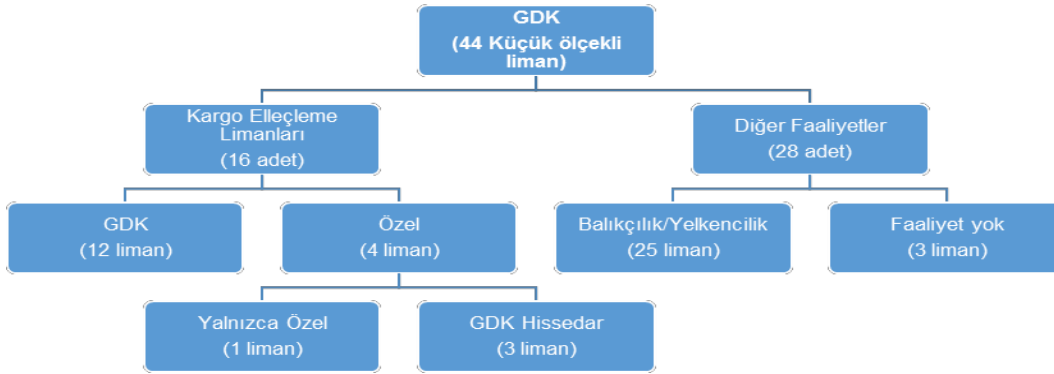 GDK
(44 Küçük ölçekli
liman)
Kargo Elleçleme
Limanları
(16 adet)
Diğer Faaliyetler
(28 adet)
GDK
(12 liman)
Özel
(4 liman)
Balıkçılık/Yelkencilik
(25 liman)
Faaliyet yok
(3 liman)
Yalnızca Özel
(1 liman)
GDK Hissedar
(3 liman)